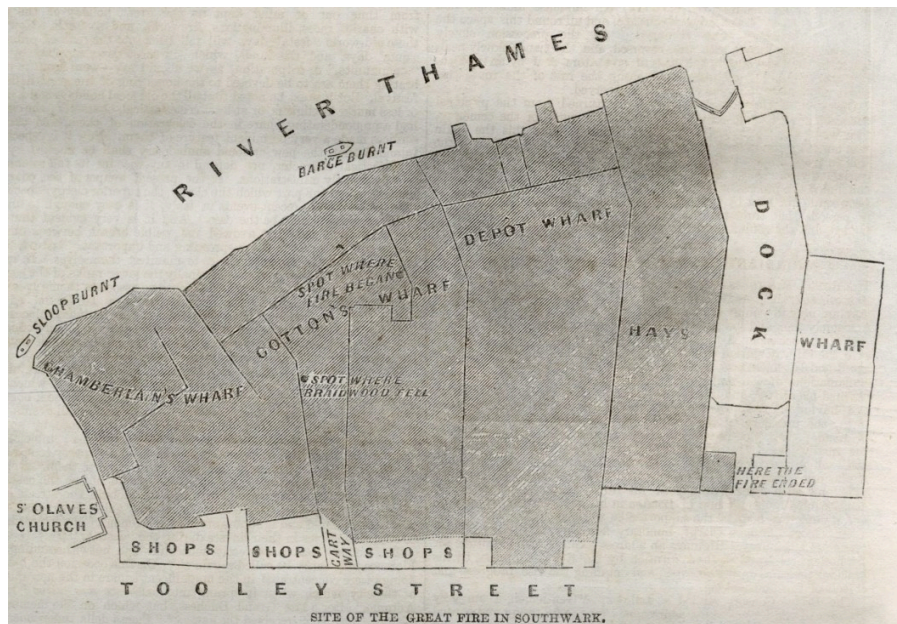 RIVER THAMES
BARGE BURNT
SLOOP BURNT
DOCK
DEPÔT WHARF
SPOT WHERE
FIRE BEGAN
COTTON'S WHARF
HAYS
WHARF
CHAMBERLAIN'S WHARF
SPOT WHERE
BRAIDWOOD FELL
HERE THE
FIRE ENDED
ST OLAVES
CHURCH
SHOPS
SHOPS
CART
WAY
SHOPS
TOOLEY STREET
SITE OF THE GREAT FIRE IN SOUTHWARK.